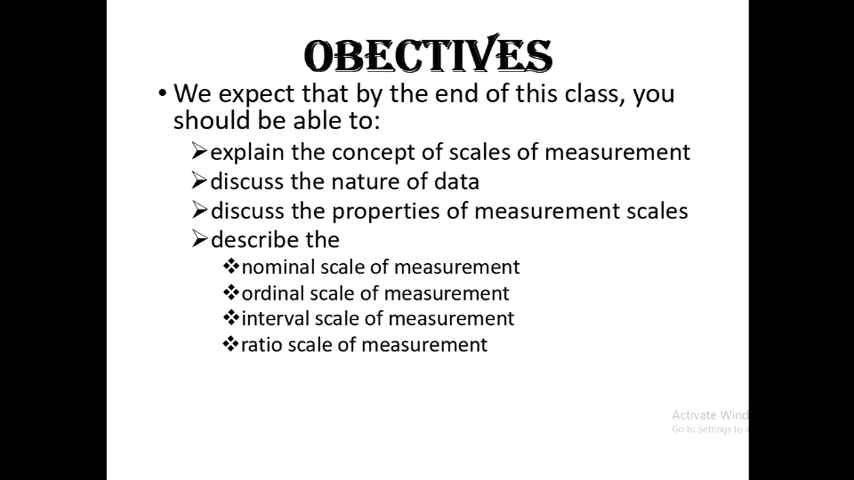 OBECTIVES
• We expect that by the end of this class, you
should be able to:
➢explain the concept of scales of measurement
➢discuss the nature of data
➢discuss the properties of measurement scales
➢describe the
❖nominal scale of measurement
❖ordinal scale of measurement
❖interval scale of measurement
❖ratio scale of measurement
Activate Wind
Go to Settings to a